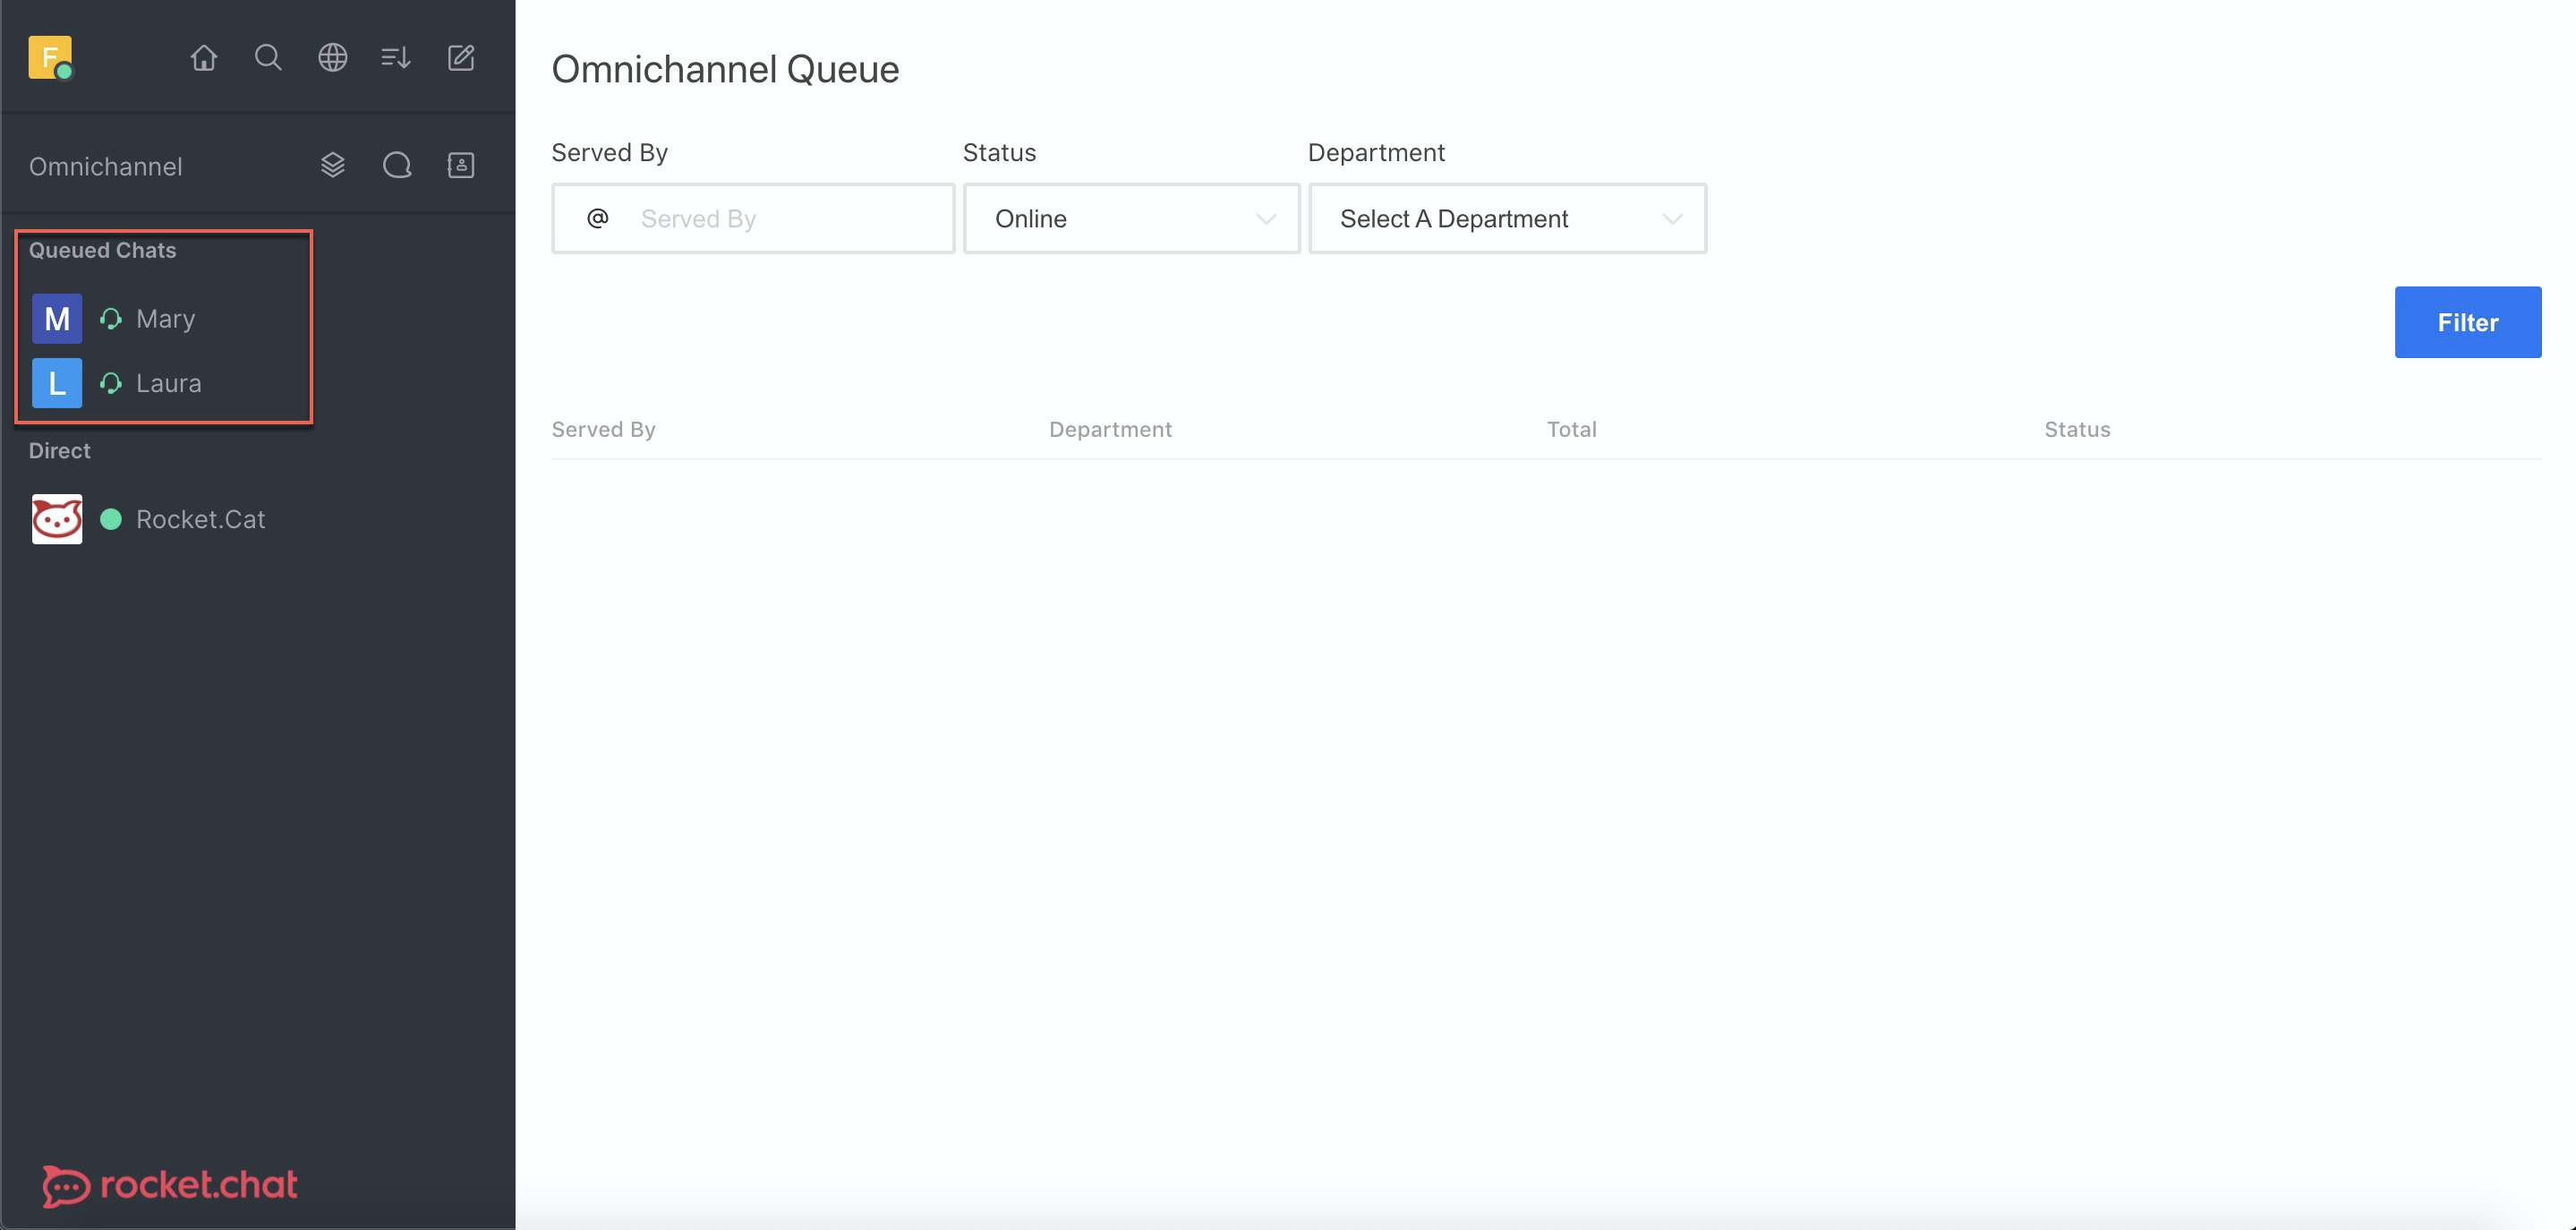 F
Omnichannel
Queued Chats
M Mary
L Laura
Direct
Rocket.Cat
rocket.chat
Omnichannel Queue
Served By Status Department
@ Served By Online Select A Department
Filter
Served By Department Total Status